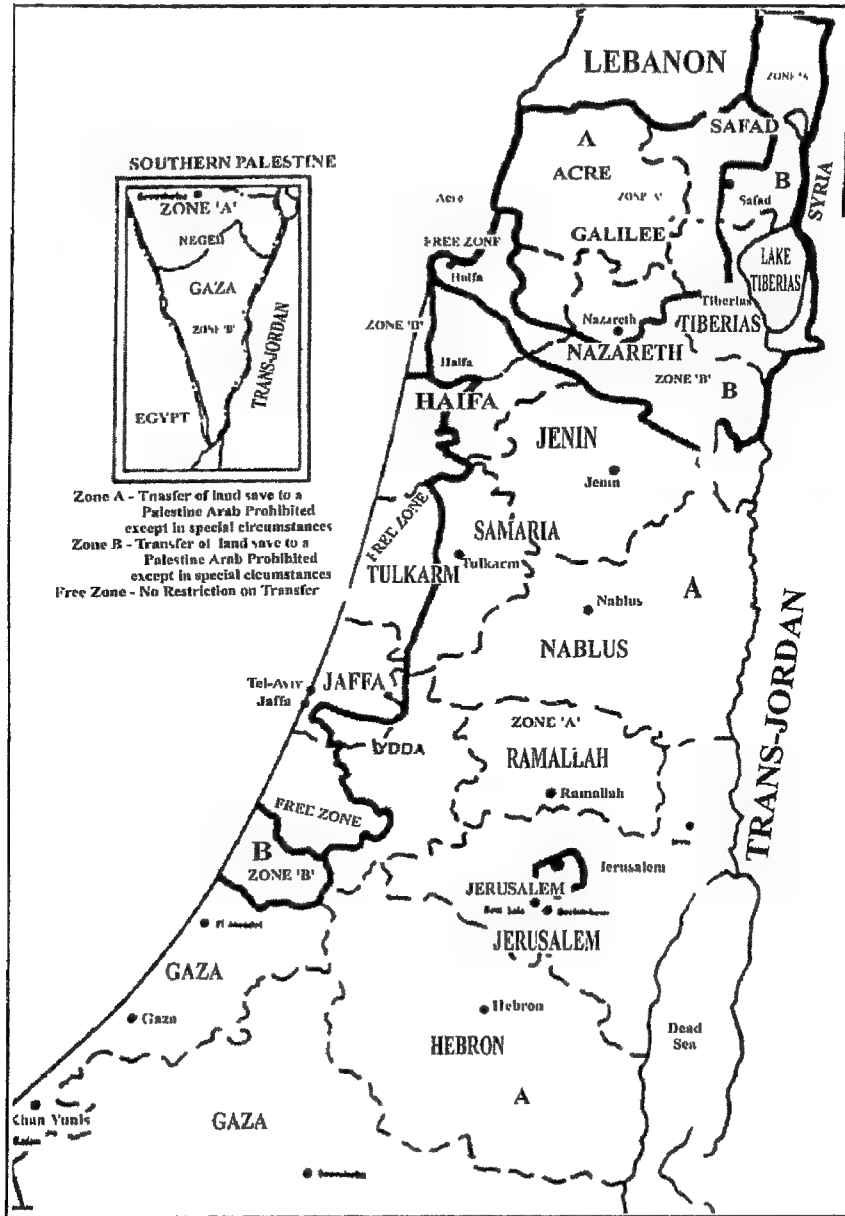 LEBANON
ZONE 'A'
SOUTHERN PALESTINE
ZONE 'A'
NEGEB
GAZA
ZONE 'B'
TRANS-JORDAN
EGYPT
Zone A - Trasfer of land save to a
Palestine Arab Prohibited
except in special circumstances
Zone B - Transfer of land save to a
Palestine Arab Prohibited
except in special cicumstances
Free Zone - No Restriction on Transfer
A
SAFAD
ACRE
B
Acre
ZONE 'A'
Safad
SYRIA
FREE ZONE
GALILEE
LAKE
TIBERIAS
Haifa
Tiberias
ZONE 'B'
Nazareth
TIBERIAS
NAZARETH
Haifa
ZONE 'B'
B
HAIFA
JENIN
Jenin
FREE ZONE
SAMARIA
TULKARM
Tulkarm
A
Nablus
NABLUS
TRANS-JORDAN
Tel-Aviv
JAFFA
Jaffa
ZONE 'A'
LYDDA
RAMALLAH
Ramallah
FREE ZONE
B
ZONE 'B'
Jerusalem
JERUSALEM
JERUSALEM
GAZA
Hebron
Gaza
Dead
Sea
HEBRON
A
Chan Yunis
GAZA